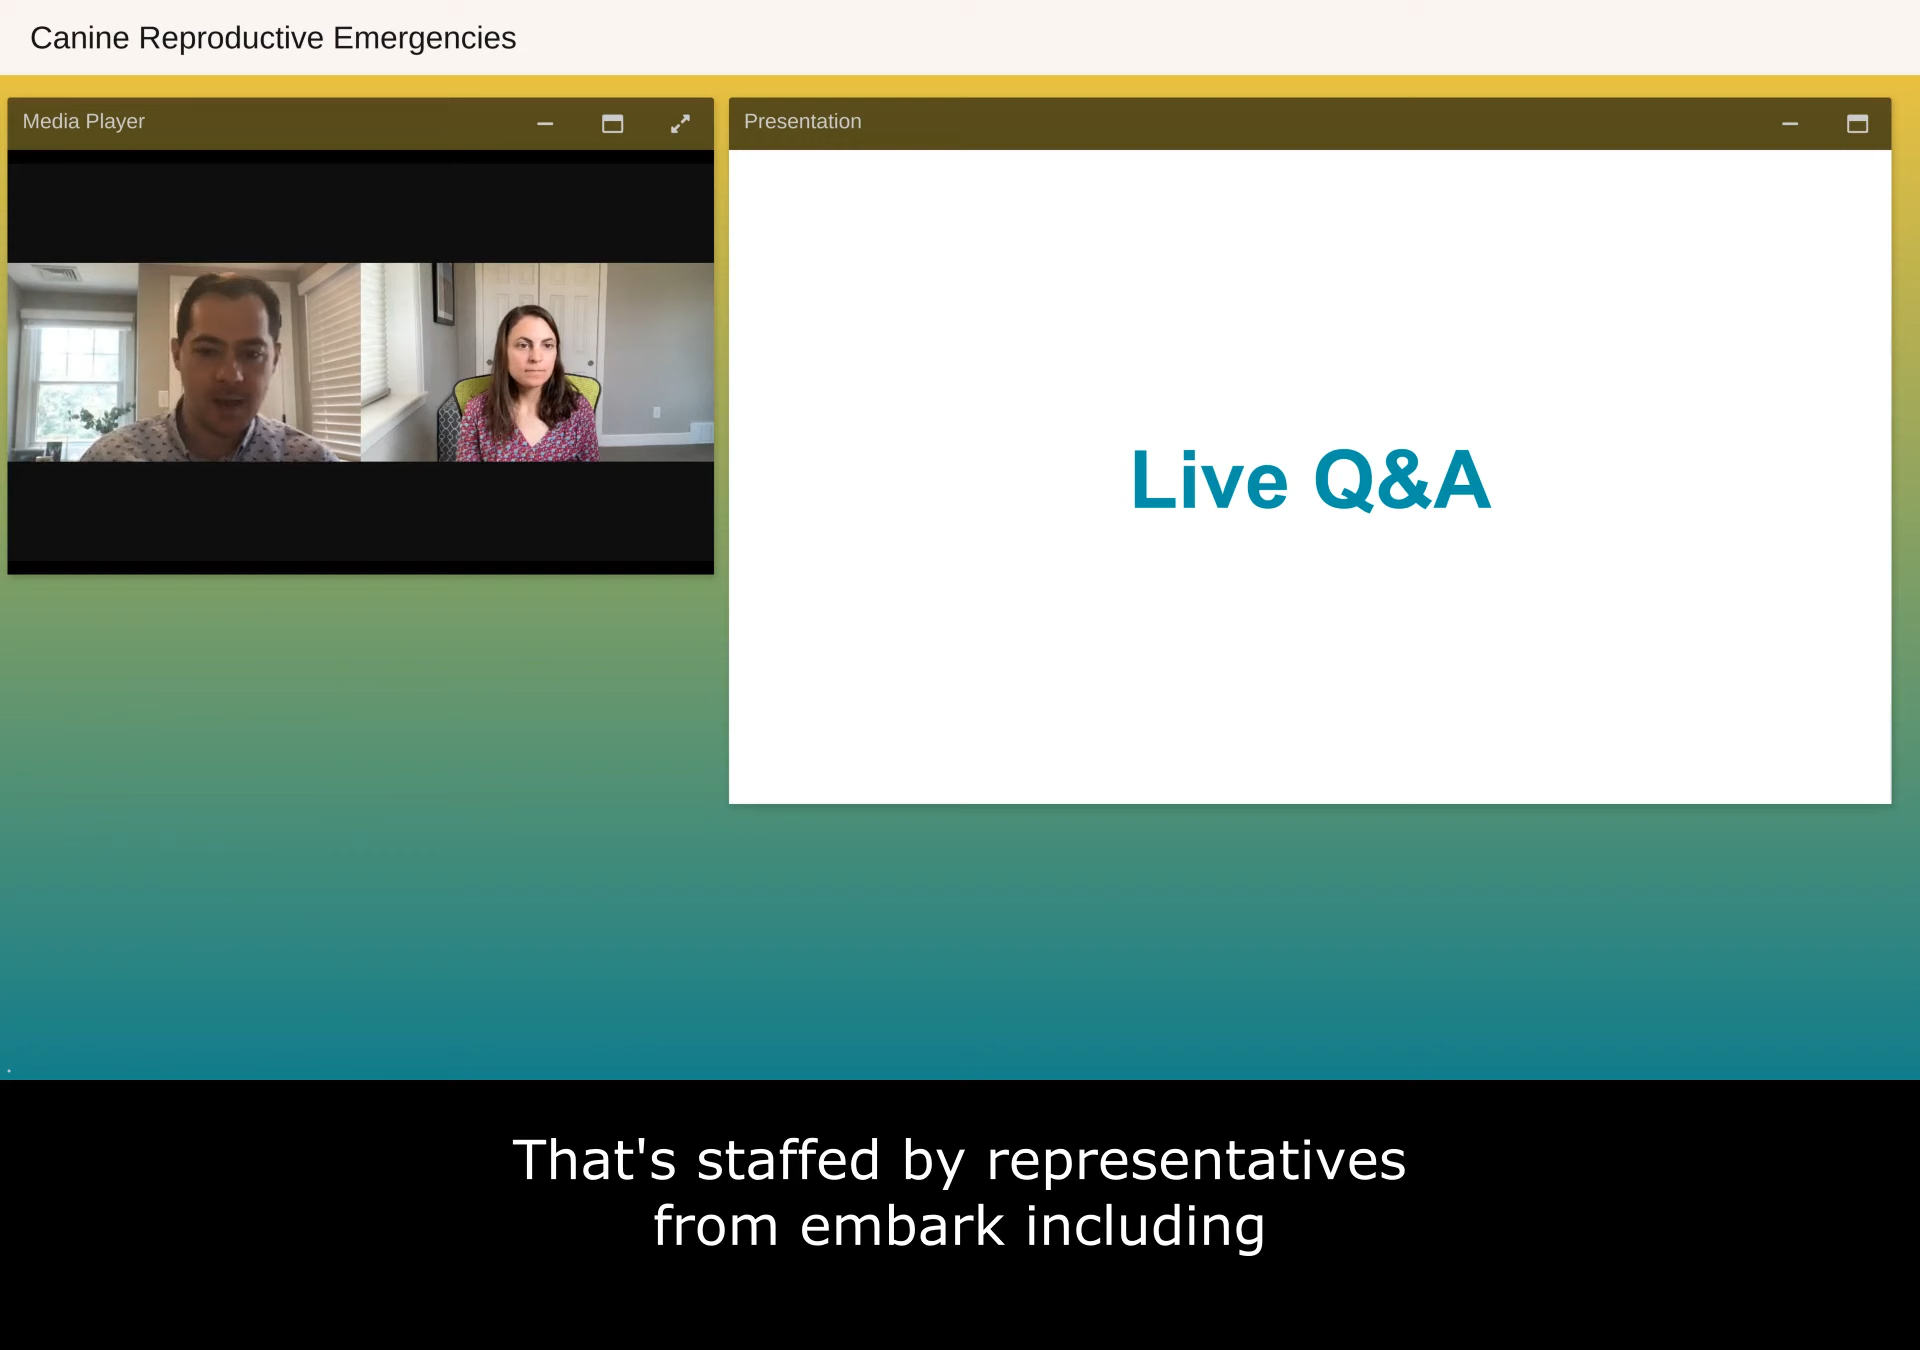 Canine Reproductive Emergencies
Media Player
Presentation
Live Q&A
That's staffed by representatives
from embark including